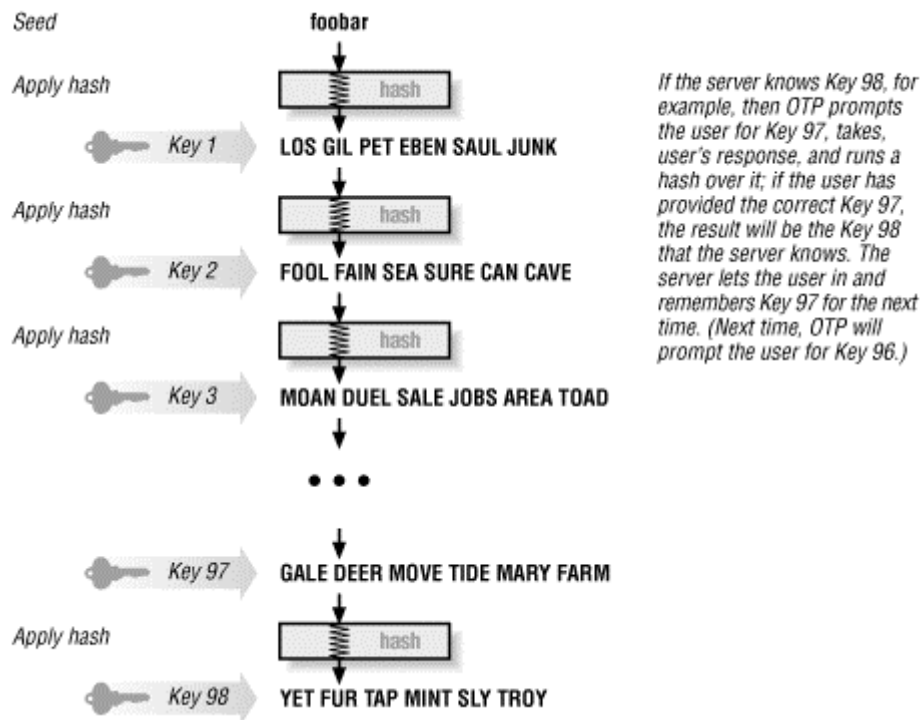 Seed
foobar
Apply hash
hash
Key 1
LOS GIL PET EBEN SAUL JUNK
Apply hash
hash
Key 2
FOOL FAIN SEA SURE CAN CAVE
Apply hash
hash
Key 3
MOAN DUEL SALE JOBS AREA TOAD
Key 97
GALE DEER MOVE TIDE MARY FARM
Apply hash
hash
Key 98
YET FUR TAP MINT SLY TROY
If the server knows Key 98, for
example, then OTP prompts
the user for Key 97, takes,
user's response, and runs a
hash over it; if the user has
provided the correct Key 97,
the result will be the Key 98
that the server knows. The
server lets the user in and
remembers Key 97 for the next
time. (Next time, OTP will
prompt the user for Key 96.)